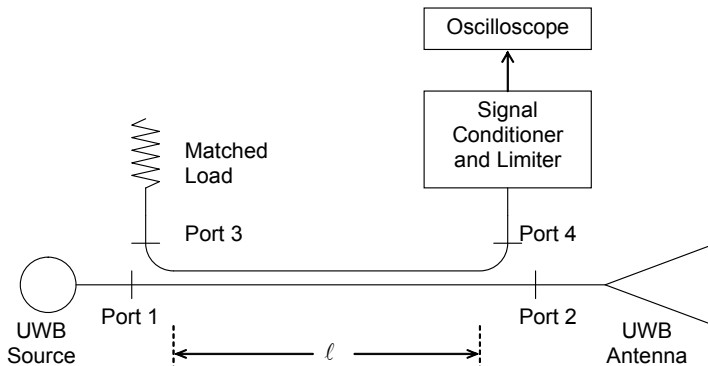 Oscilloscope
Signal
Conditioner
and Limiter
Matched
Load
Port 3
Port 4
Port 1
Port 2
UWB
Source
ℓ
UWB
Antenna